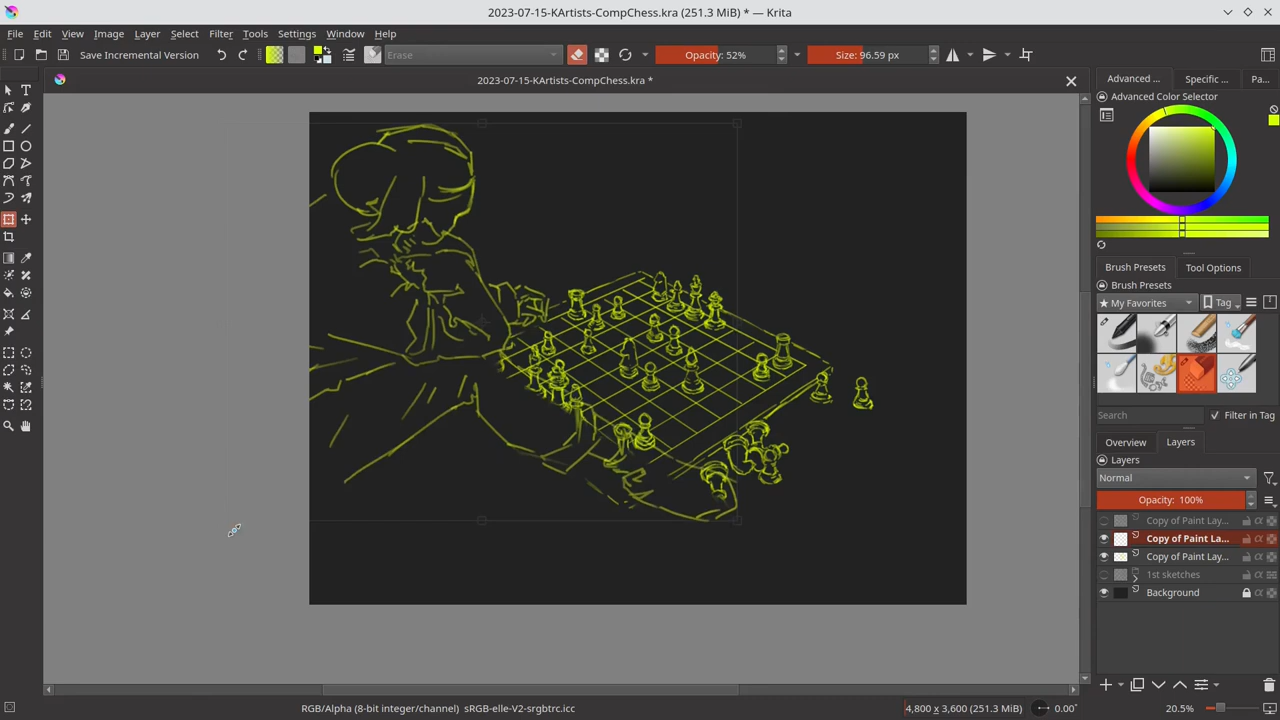 2023-07-15-KArtists-CompChess.kra (251.3 MiB) * — Krita
File Edit View Image Layer Select Filter Tools Settings Window Help
Save Incremental Version Erase Opacity: 52% Size: 96.59 px
2023-07-15-KArtists-CompChess.kra *
Advanced ... Specific ... Pa...
Advanced Color Selector
Brush Presets Tool Options
Brush Presets
★ My Favorites Tag
Search Filter in Tag
Overview Layers
Layers
Normal
Opacity: 100%
Copy of Paint Lay...
Copy of Paint La...
Copy of Paint Lay...
1st sketches
Background
RGB/Alpha (8-bit integer/channel) sRGB-elle-V2-srgbtrc.icc 4,800 x 3,600 (251.3 MiB) 0.00° 20.5%